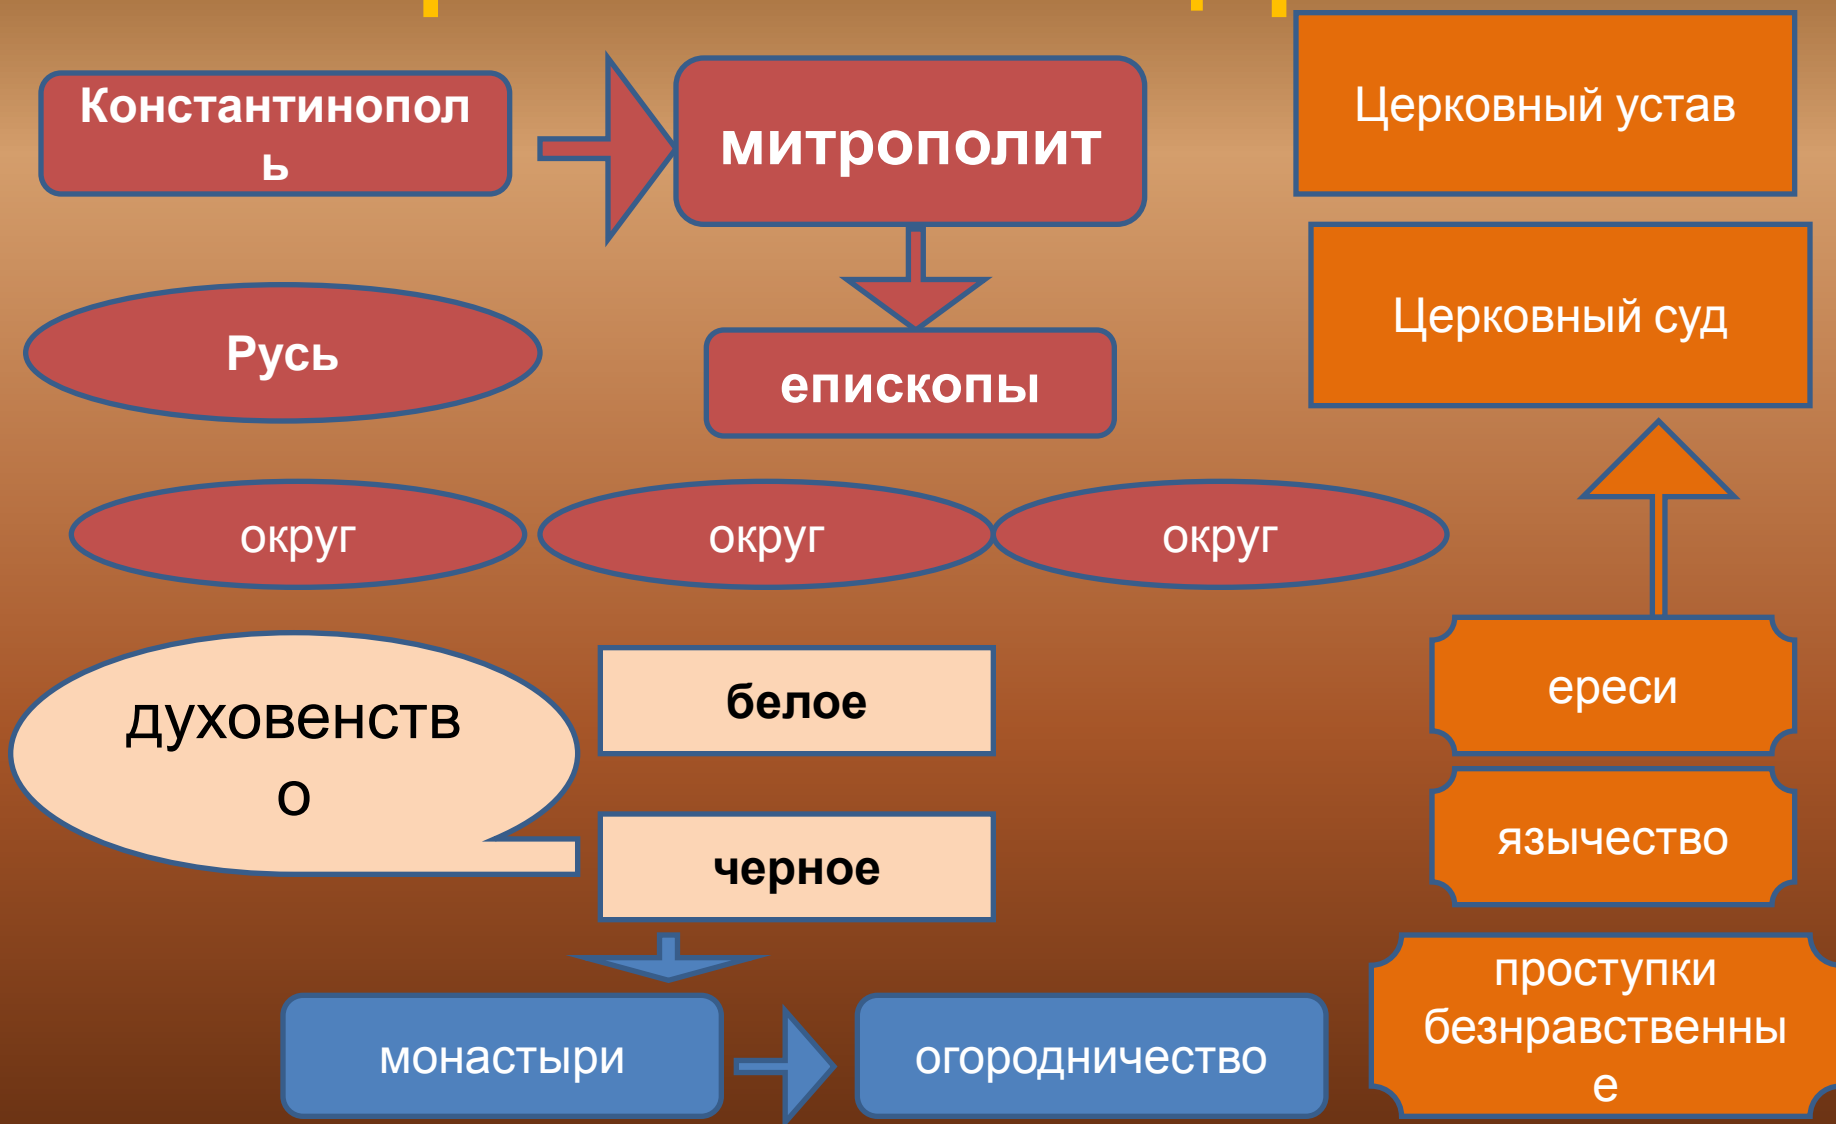 Константинопол
ь
митрополит
Церковный устав
Русь
епископы
Церковный суд
округ
округ
округ
духовенств
о
белое
черное
ереси
язычество
проступки
безнравственны
е
монастыри
огородничество